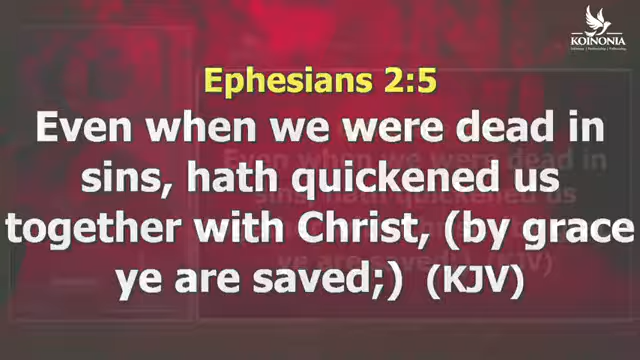 KOINONIA
Ephesians 2:5
Even when we were dead in
sins, hath quickened us
together with Christ, (by grace
ye are saved;) (KJV)